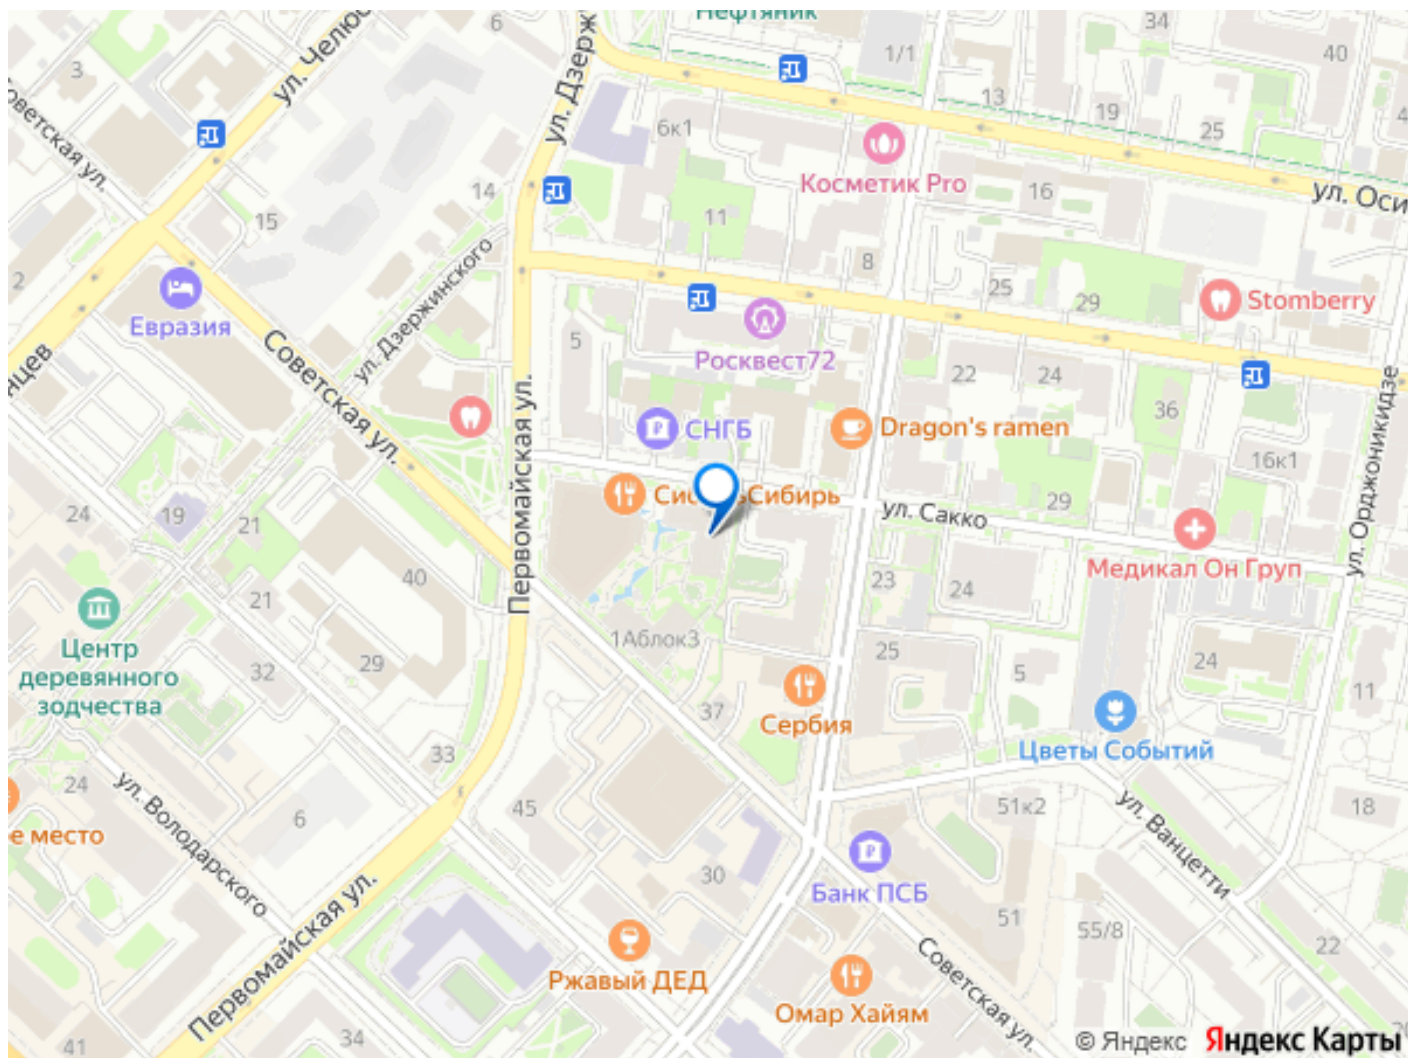 Нефтяник
34
6
1/1
40
3
ул. Дзерж
13
19
25
6к1
Косметик Pro
16
ул. Оси
14
15
11
8
25
29
Stomberry
2
Евразия
ул. Дзержинского
5
Росквест72
22
24
36
Советская ул.
Первомайская ул.
СНГБ
Dragon's ramen
16к1
ул. Орджоникидзе
24
19
21
Сибирь
ул. Сакко
29
Медикал Он Груп
40
23
24
21
Центр
деревянного
зодчества
32
29
1Аблок3
25
5
24
11
37
Сербия
Цветы Событий
33
24
6
45
51к2
18
е место
ул. Володарского
30
Банк ПСБ
ул. Ванцетти
51
55/8
22
Ржавый ДЕД
Первомайская ул.
Омар Хайям
Советская ул.
34
41
© Яндекс Яндекс Карты